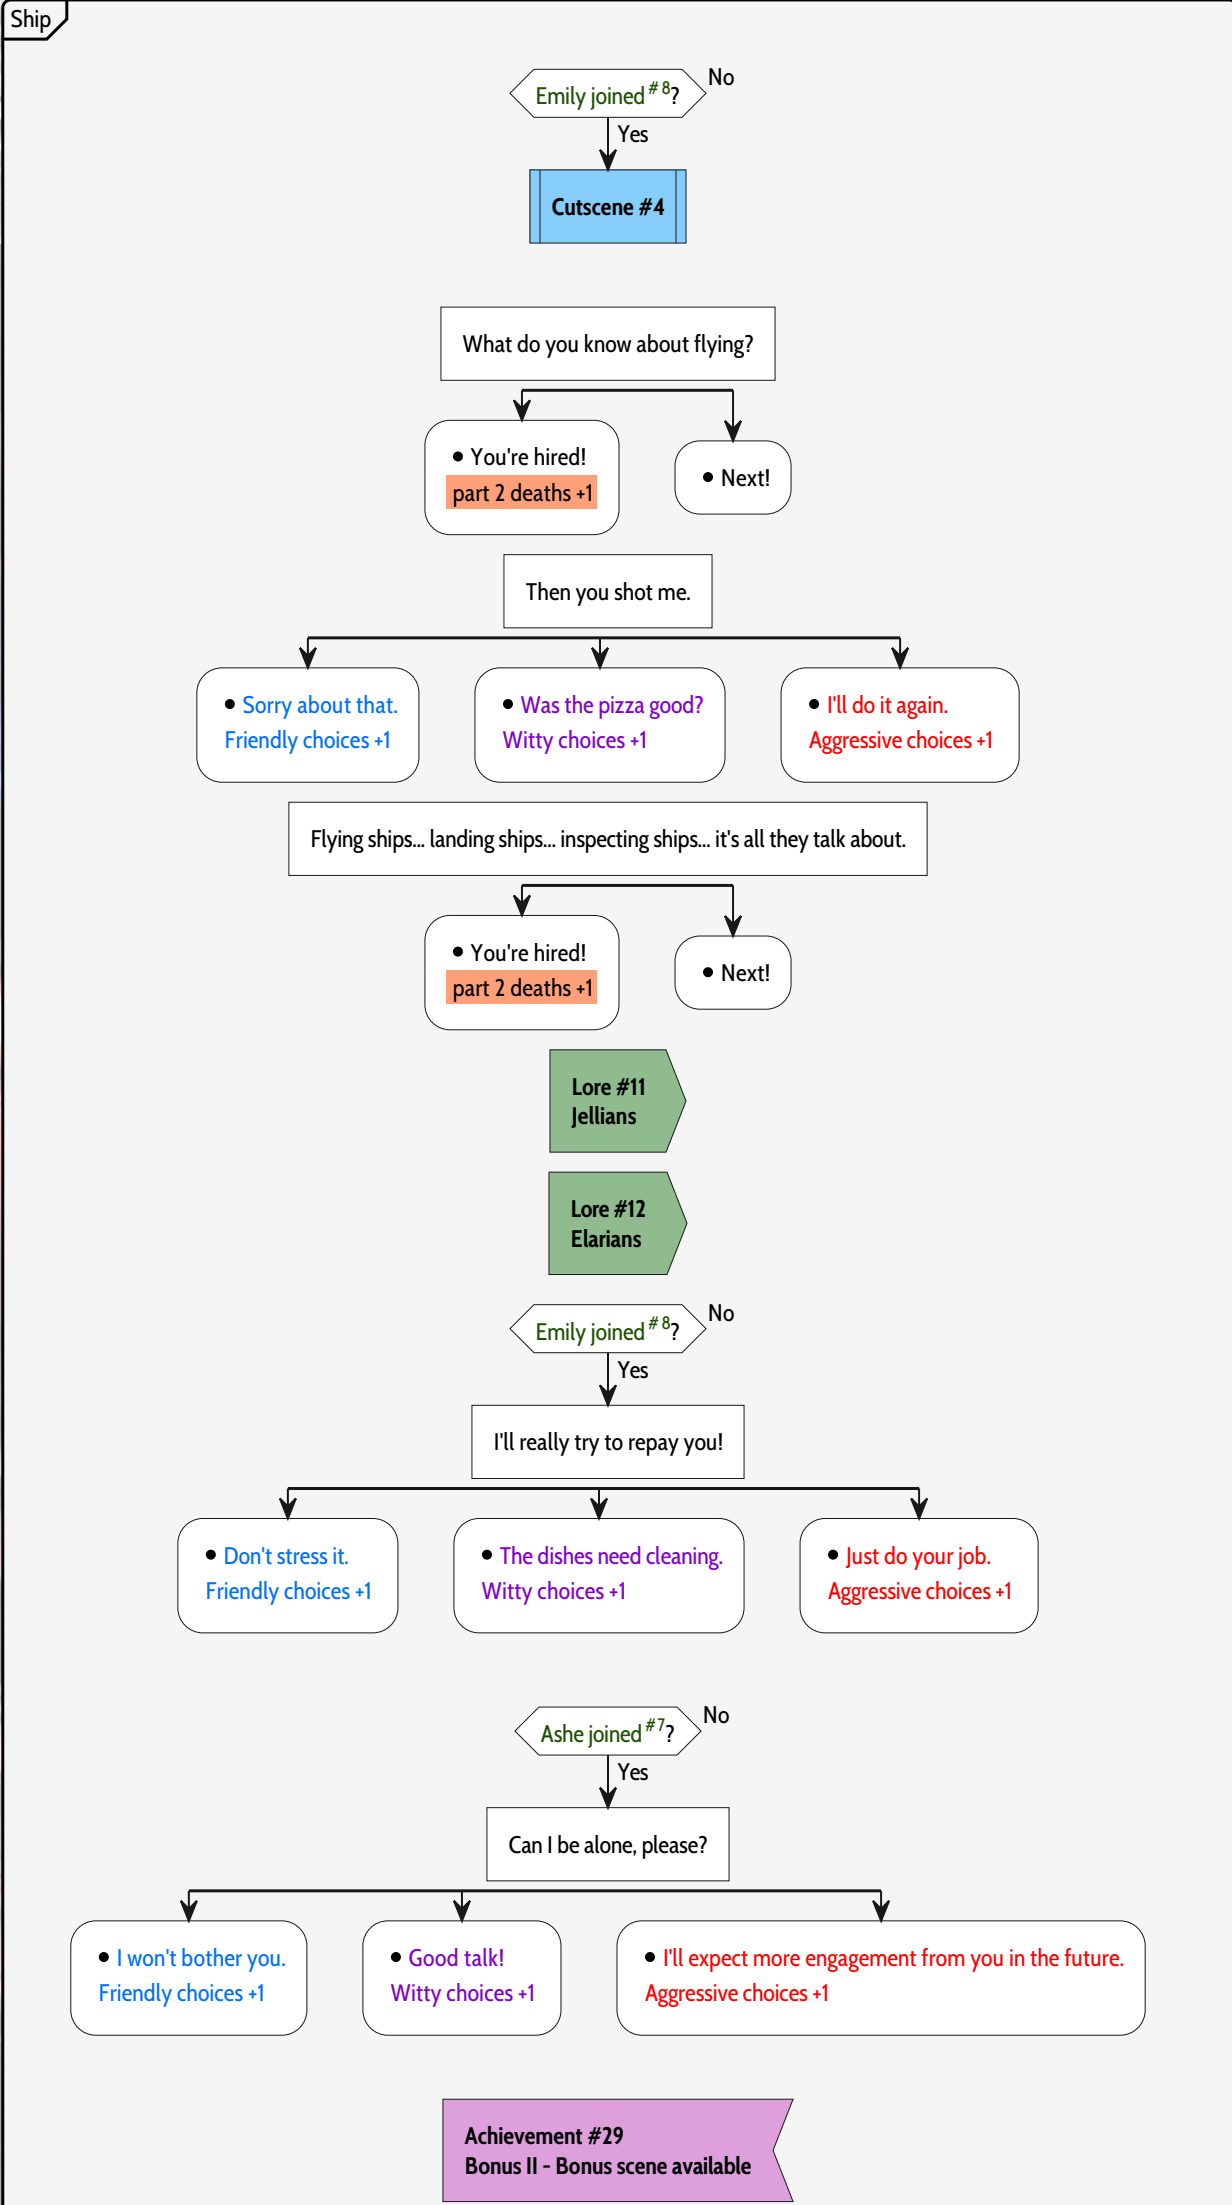 Ship
Emily joined # 8?
No
Yes
Cutscene #4
What do you know about flying?
• You're hired!
part 2 deaths +1
• Next!
Then you shot me.
• Sorry about that.
Friendly choices +1
• Was the pizza good?
Witty choices +1
• I'll do it again.
Aggressive choices +1
Flying ships... landing ships... inspecting ships... it's all they talk about.
• You're hired!
part 2 deaths +1
• Next!
Lore #11
Jellians
Lore #12
Elarians
Emily joined # 8?
No
Yes
I'll really try to repay you!
• Don't stress it.
Friendly choices +1
• The dishes need cleaning.
Witty choices +1
• Just do your job.
Aggressive choices +1
Ashe joined #7?
No
Yes
Can I be alone, please?
• I won't bother you.
Friendly choices +1
• Good talk!
Witty choices +1
• I'll expect more engagement from you in the future.
Aggressive choices +1
Achievement #29
Bonus II - Bonus scene available